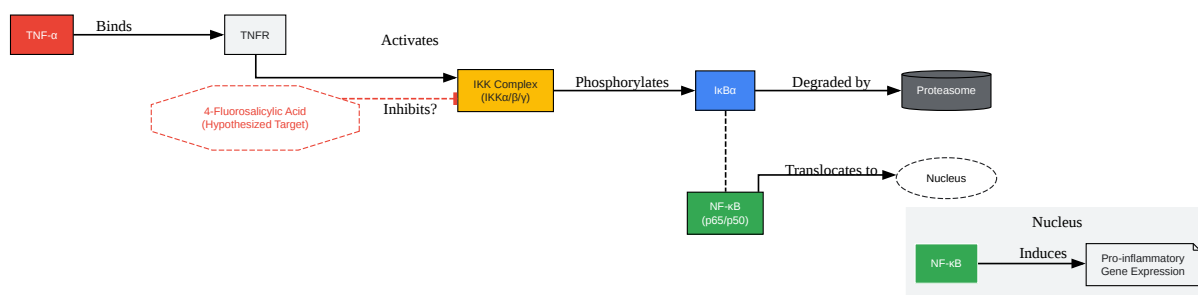 TNF-α
Binds
TNFR
Activates
4-Fluorosalicylic Acid
(Hypothesized Target)
Inhibits?
IKK Complex
(IKKα/β/γ)
Phosphorylates
IκBα
Degraded by
Proteasome
NF-κB
(p65/p50)
Translocates to
Nucleus
Nucleus
NF-κB
Induces
Pro-inflammatory
Gene Expression